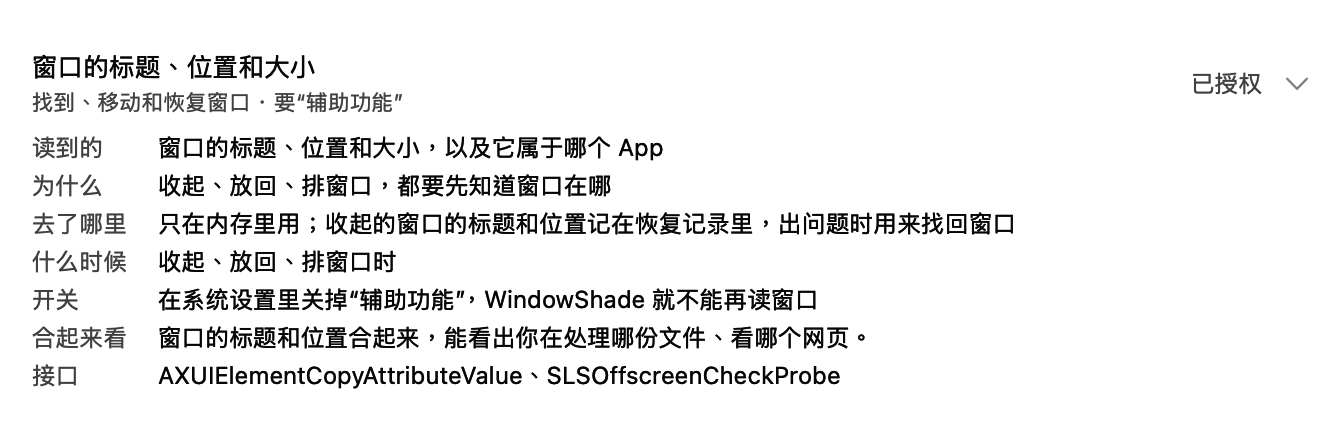 窗口的标题、位置和大小
已授权
找到、移动和恢复窗口 · 要“辅助功能”
读到的 窗口的标题、位置和大小，以及它属于哪个 App
为什么 收起、放回、排窗口，都要先知道窗口在哪
去了哪里 只在内存里用；收起的窗口的标题和位置记在恢复记录里，出问题时用来找回窗口
什么时候 收起、放回、排窗口时
开关 在系统设置里关掉“辅助功能”，WindowShade 就不能再读窗口
合起来看 窗口的标题和位置合起来，能看出你在处理哪份文件、看哪个网页。
接口 AXUIElementCopyAttributeValue、SLSOffscreenCheckProbe